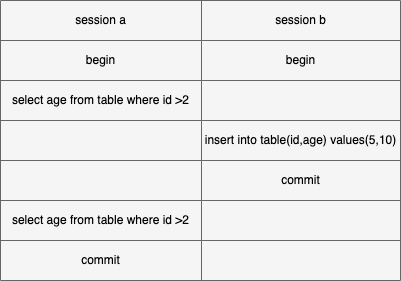 session a
session b
begin
begin
select age from table where id >2
insert into table(id,age) values(5,10)
commit
select age from table where id >2
commit